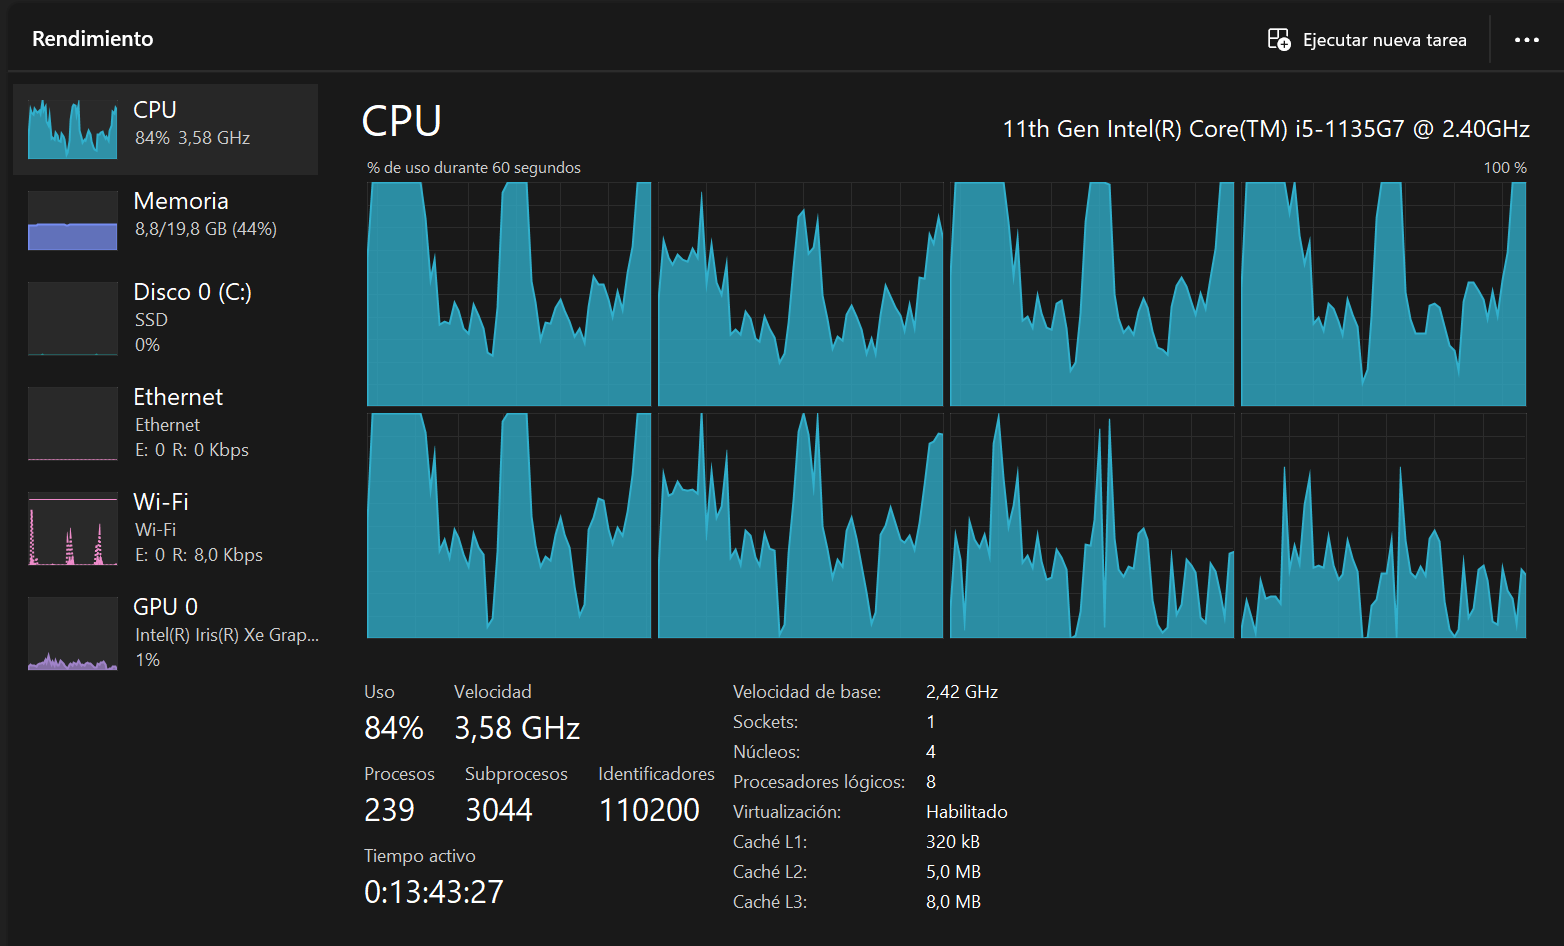 Rendimiento
Ejecutar nueva tarea
CPU
84% 3,58 GHz
Memoria
8,8/19,8 GB (44%)
Disco 0 (C:)
SSD
0%
Ethernet
Ethernet
E: 0 R: 0 Kbps
Wi-Fi
Wi-Fi
E: 0 R: 8,0 Kbps
GPU 0
Intel(R) Iris(R) Xe Grap...
1%
CPU
11th Gen Intel(R) Core(TM) i5-1135G7 @ 2.40GHz
% de uso durante 60 segundos
100 %
Uso
Velocidad
84%
3,58 GHz
Procesos
Subprocesos
Identificadores
239
3044
110200
Tiempo activo
0:13:43:27
Velocidad de base: 2,42 GHz
Sockets: 1
Núcleos: 4
Procesadores lógicos: 8
Virtualización: Habilitado
Caché L1: 320 kB
Caché L2: 5,0 MB
Caché L3: 8,0 MB